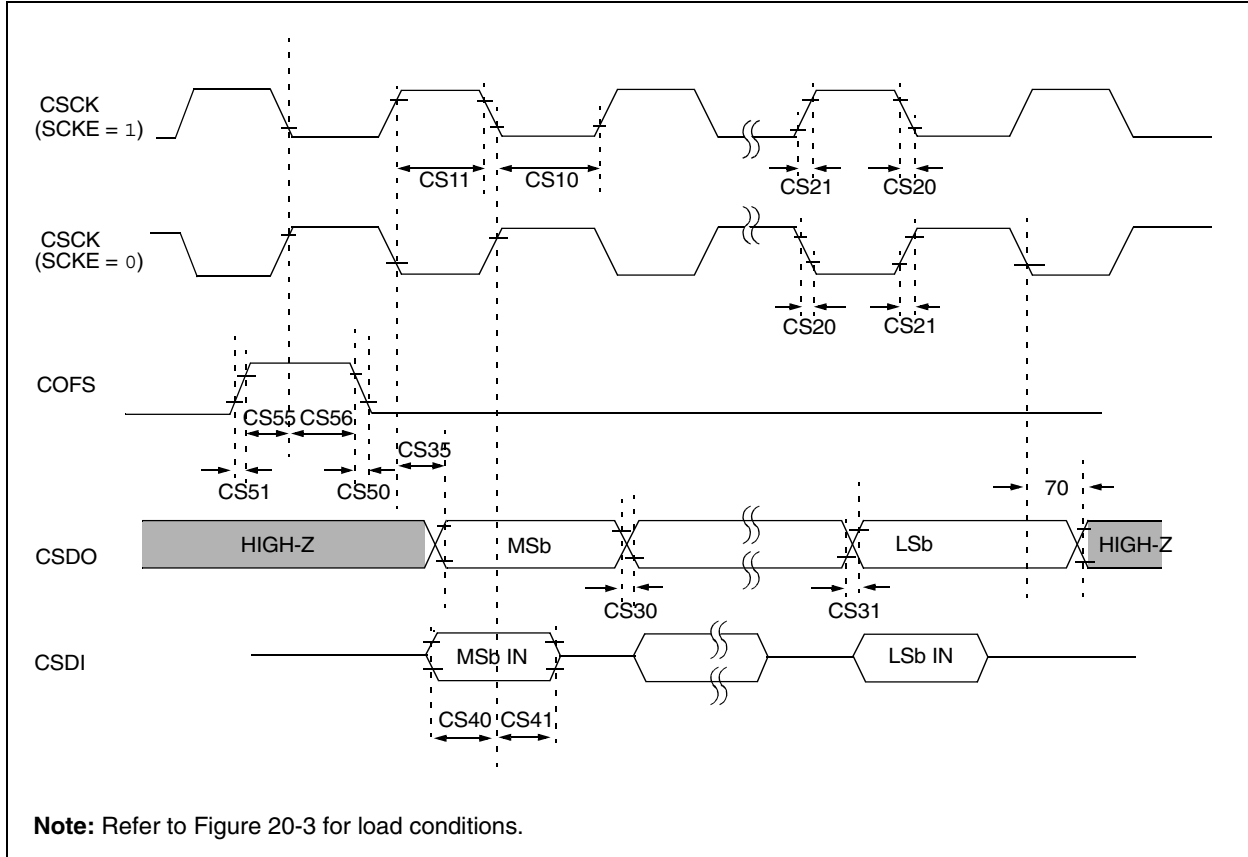 CSCK
(SCKE = 1)
CS11
CS10
CS21
CS20
CSCK
(SCKE = 0)
CS20
CS21
COFS
CS55
CS56
CS35
CS51
CS50
70
CSDO
HIGH-Z
MSb
LSb
HIGH-Z
CS30
CS31
CSDI
MSb IN
LSb IN
CS40
CS41
Note: Refer to Figure 20-3 for load conditions.